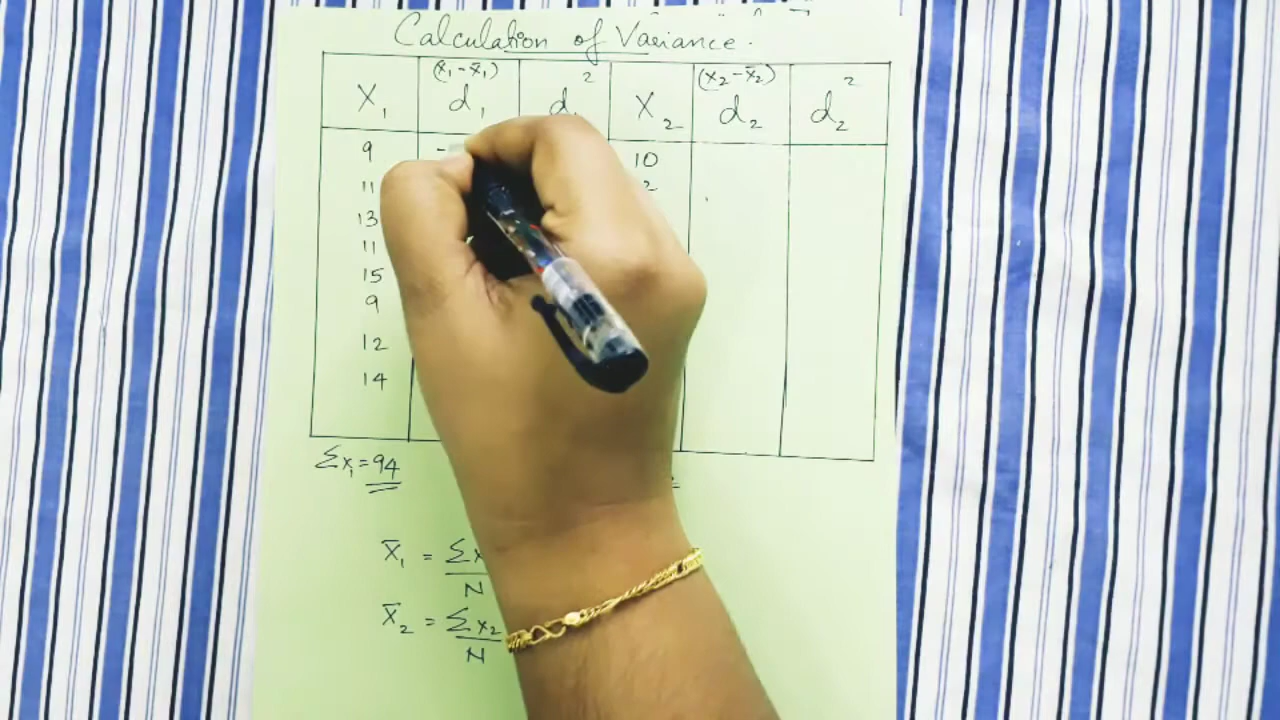 Calculation of Variance.
(x₁ - x̄₁) (x₂ - x̄₂)
X₁ d₁ d₁² X₂ d₂ d₂²
9 - 10
11
13
11
15
9
12
14
Σx₁ = 94
X̄₁ = Σx
N
X̄₂ = Σx₂
N